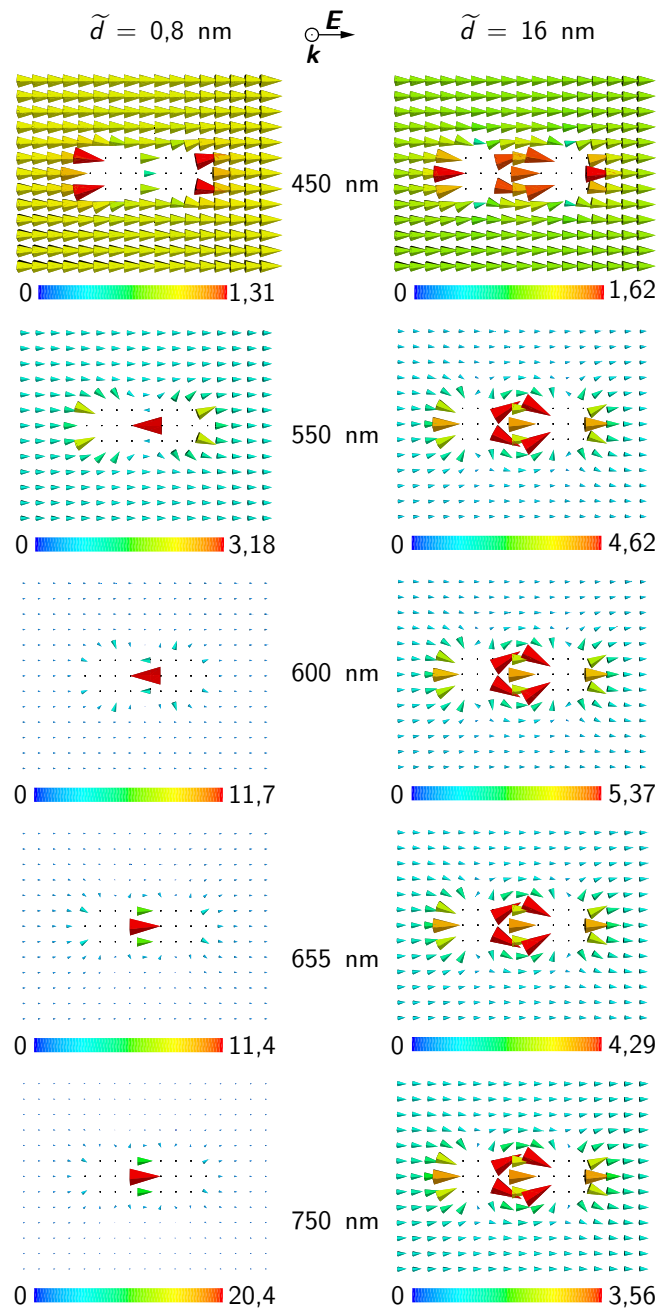 d̃ = 0,8 nm
E
k
d̃ = 16 nm
450 nm
0 1,31
0 1,62
550 nm
0 3,18
0 4,62
600 nm
0 11,7
0 5,37
655 nm
0 11,4
0 4,29
750 nm
0 20,4
0 3,56